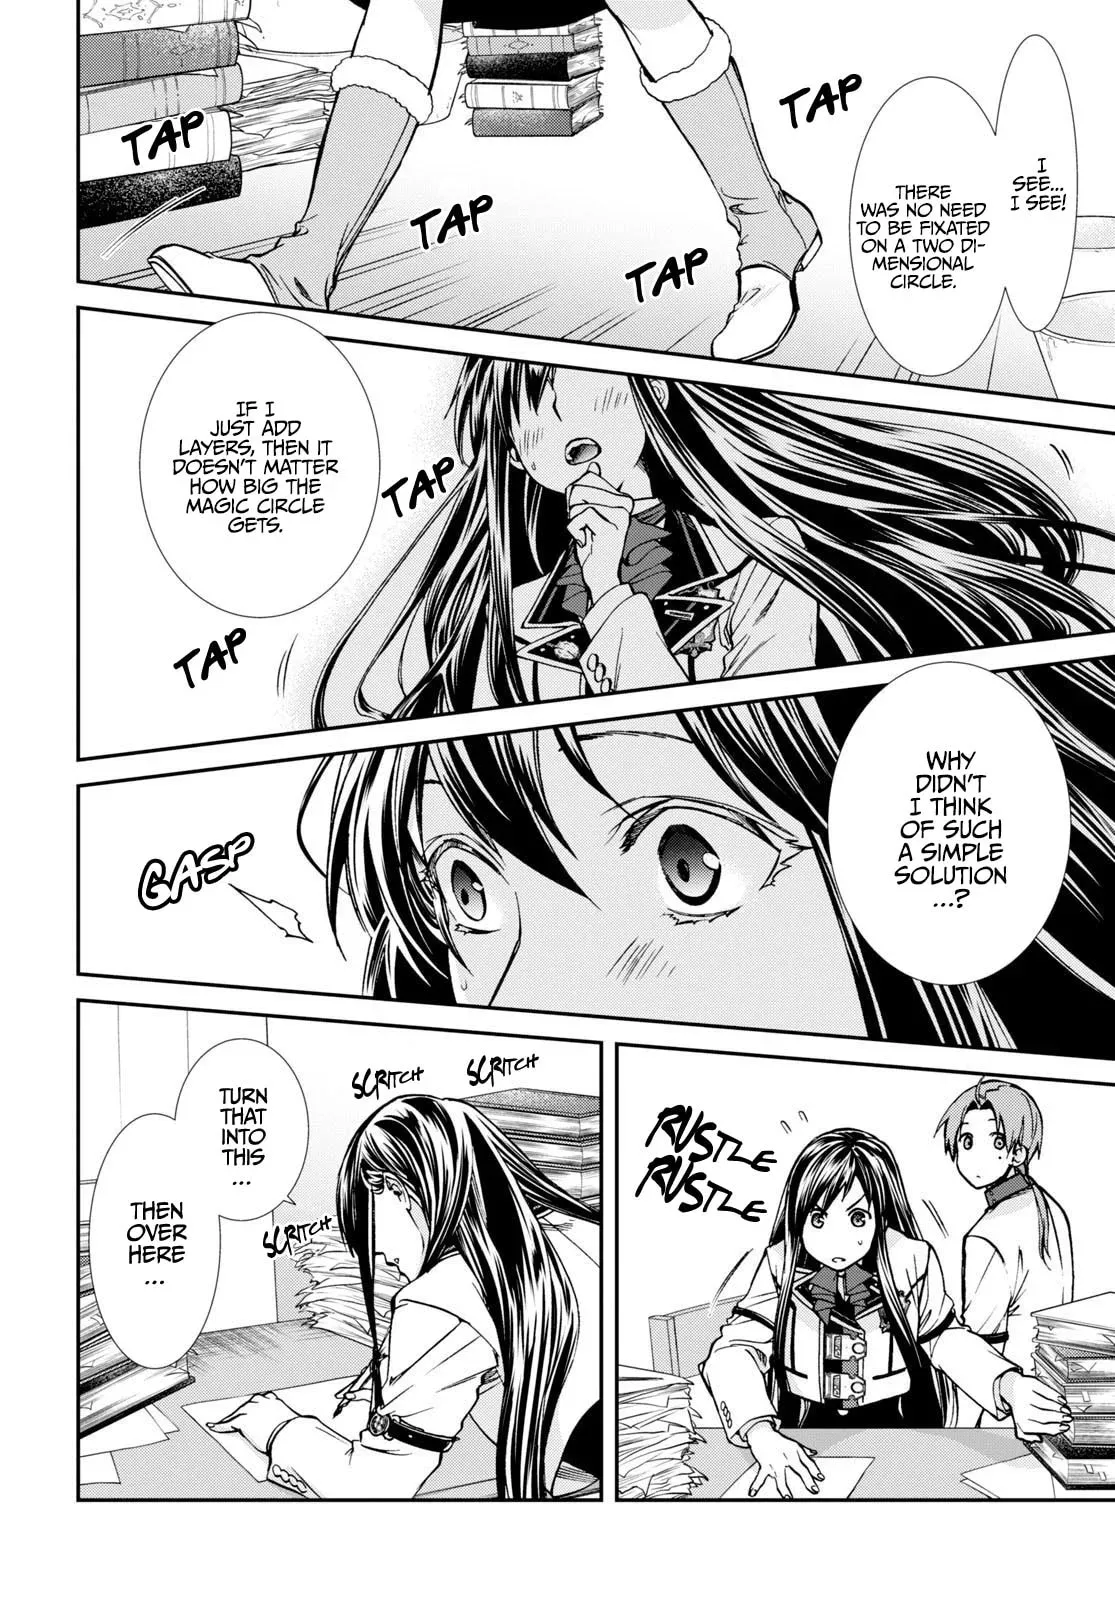 I
SEE...
I SEE!
THERE
WAS NO NEED
TO BE FIXATED
ON A TWO DI-
MENSIONAL
CIRCLE.
TAP
TAP
TAP
TAP
IF I
JUST ADD
LAYERS, THEN IT
DOESN'T MATTER
HOW BIG THE
MAGIC CIRCLE
GETS.
TAP
TAP
WHY
DIDN'T
I THINK
OF SUCH
A SIMPLE
SOLUTION
...?
GASP
RUSTLE
RUSTLE
TURN
THAT
INTO
THIS
...
THEN
OVER
HERE
...
SCRITCH
SCRITCH
SCRITCH